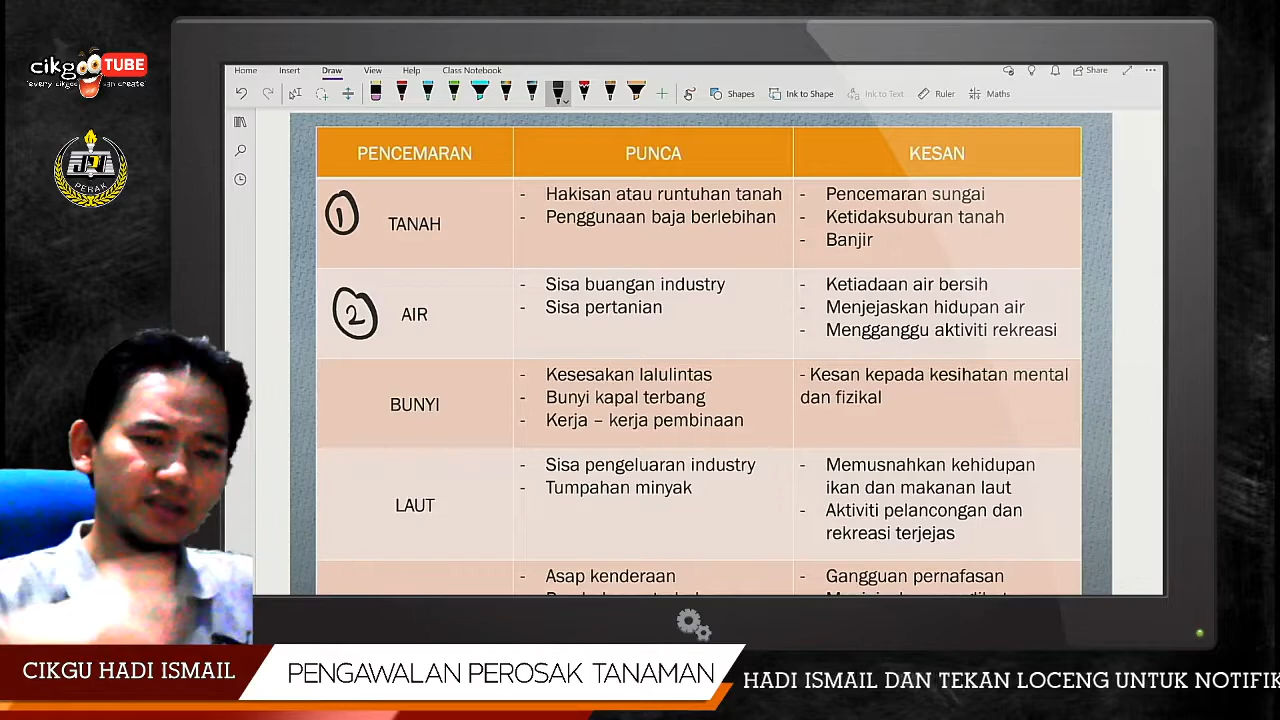 cikgooTUBE
PERAK
Home Insert Draw View Help Class Notebook Share
Shapes Ink to Shape Ink to Text Ruler Maths
PENCEMARAN PUNCA KESAN
1 TANAH
- Hakisan atau runtuhan tanah
- Penggunaan baja berlebihan
- Pencemaran sungai
- Ketidaksuburan tanah
- Banjir
2 AIR
- Sisa buangan industry
- Sisa pertanian
- Ketiadaan air bersih
- Menjejaskan hidupan air
- Mengganggu aktiviti rekreasi
BUNYI
- Kesesakan lalulintas
- Bunyi kapal terbang
- Kerja – kerja pembinaan
- Kesan kepada kesihatan mental
dan fizikal
LAUT
- Sisa pengeluaran industry
- Tumpahan minyak
- Memusnahkan kehidupan
ikan dan makanan laut
- Aktiviti pelancongan dan
rekreasi terjejas
- Asap kenderaan
- Gangguan pernafasan
CIKGU HADI ISMAIL
PENGAWALAN PEROSAK TANAMAN
HADI ISMAIL DAN TEKAN LOCENG UNTUK NOTIFIK